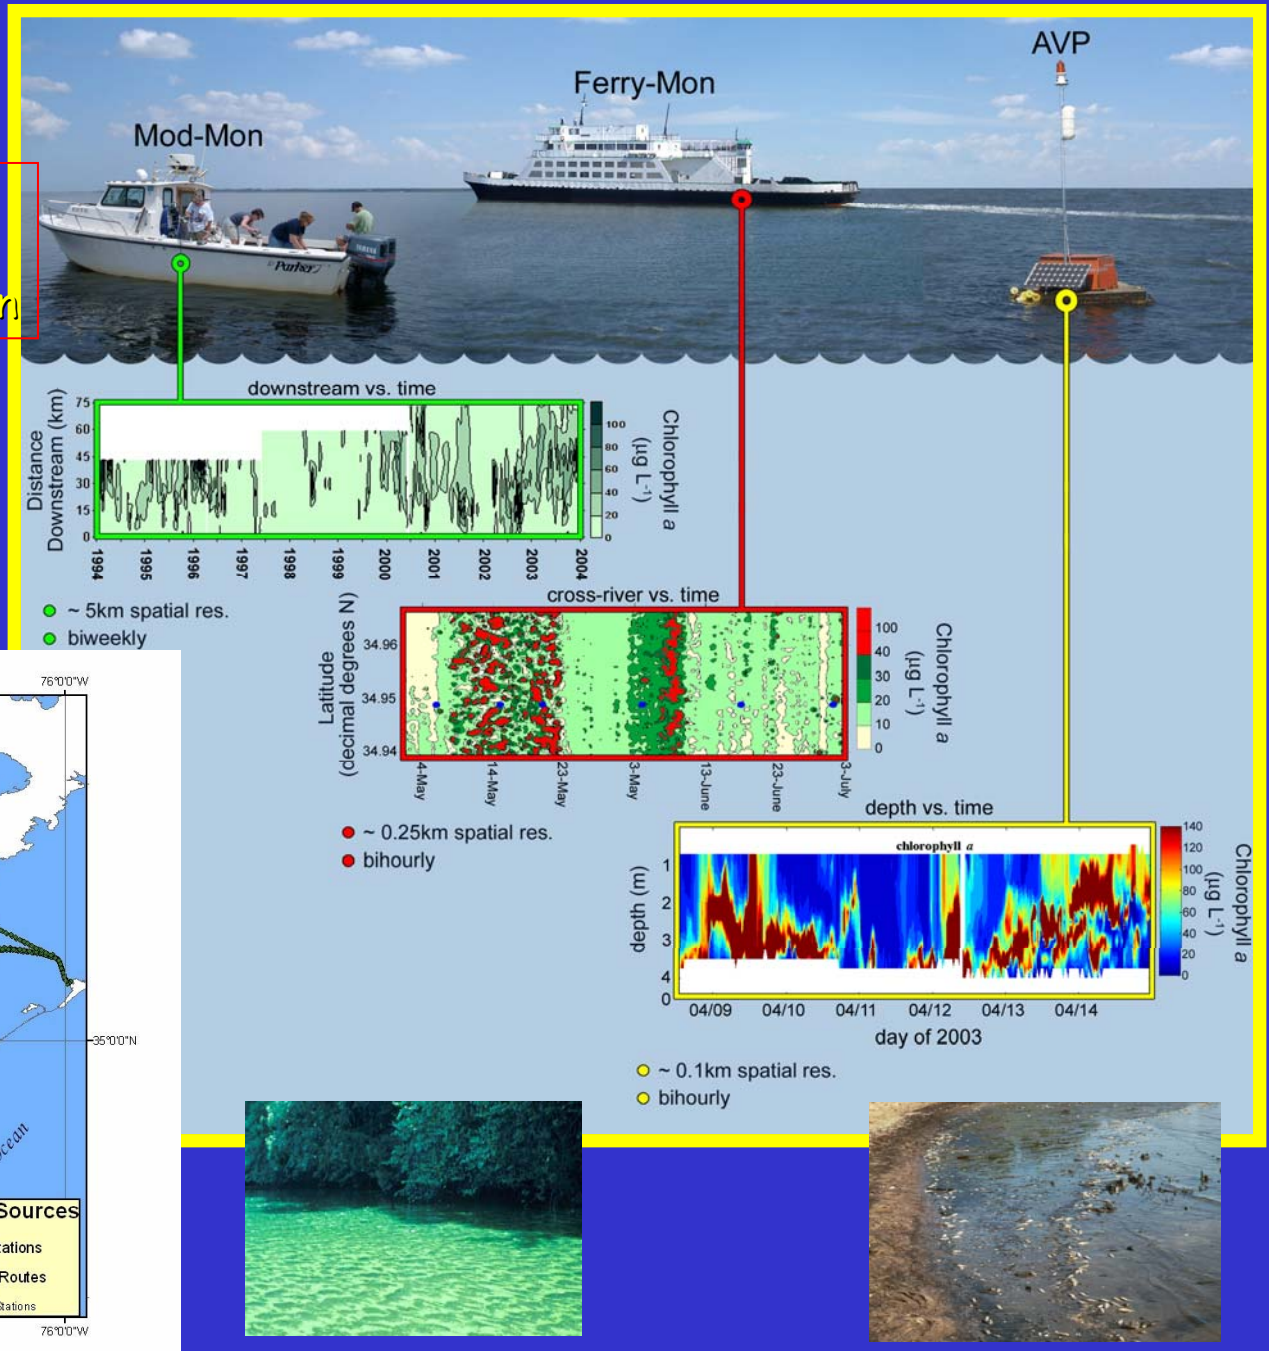 AVP
Ferry-Mon
Mod-Mon
Parker
n
downstream vs. time
Distance
Downstream (km)
75
60
45
30
15
0
1994
1995
1996
1997
1998
1999
2000
2001
2002
2003
2004
100
80
60
40
20
0
Chlorophyll a
(µg L-1)
~ 5km spatial res.
biweekly
cross-river vs. time
Latitude
(decimal degrees N)
34.96
34.95
34.94
4-May
14-May
23-May
3-May
13-June
23-June
3-July
100
40
30
20
10
0
Chlorophyll a
(µg L-1)
~ 0.25km spatial res.
bihourly
depth vs. time
chlorophyll a
depth (m)
1
2
3
4
0
04/09
04/10
04/11
04/12
04/13
04/14
day of 2003
140
120
100
80
60
40
20
0
Chlorophyll a
(µg L-1)
~ 0.1km spatial res.
bihourly
76°0'0"W
35°0'0"N
cean
Sources
ations
Routes
Stations
76°0'0"W